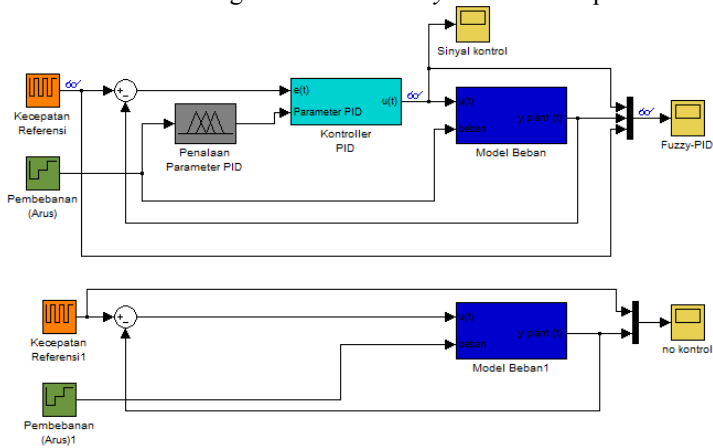 Sinyal kontrol
Kecepatan
Referensi
e(t)
Parameter PID
u(t)
Kontroller
PID
Penalaan
Parameter PID
u(t)
beban
y plant (t)
Model Beban
Fuzzy-PID
Pembebanan
(Arus)
Kecepatan
Referensi1
u(t)
beban
y plant (t)
Model Beban1
no kontrol
Pembebanan
(Arus)1